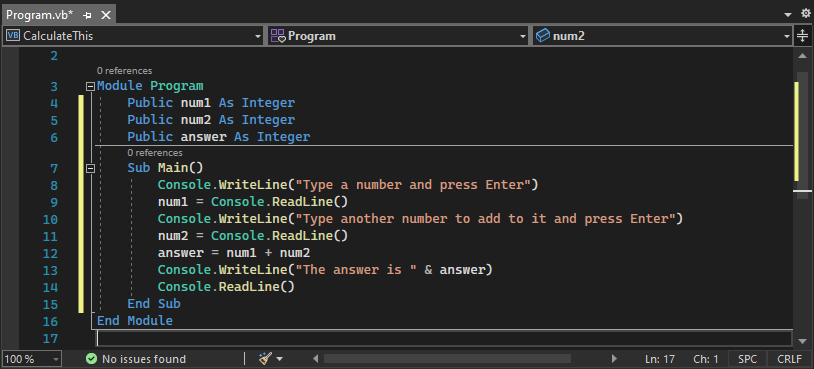 Program.vb*
CalculateThis Program num2
2
0 references
3 Module Program
4 Public num1 As Integer
5 Public num2 As Integer
6 Public answer As Integer
0 references
7 Sub Main()
8 Console.WriteLine("Type a number and press Enter")
9 num1 = Console.ReadLine()
10 Console.WriteLine("Type another number to add to it and press Enter")
11 num2 = Console.ReadLine()
12 answer = num1 + num2
13 Console.WriteLine("The answer is " & answer)
14 Console.ReadLine()
15 End Sub
16 End Module
17
100 % No issues found Ln: 17 Ch: 1 SPC CRLF